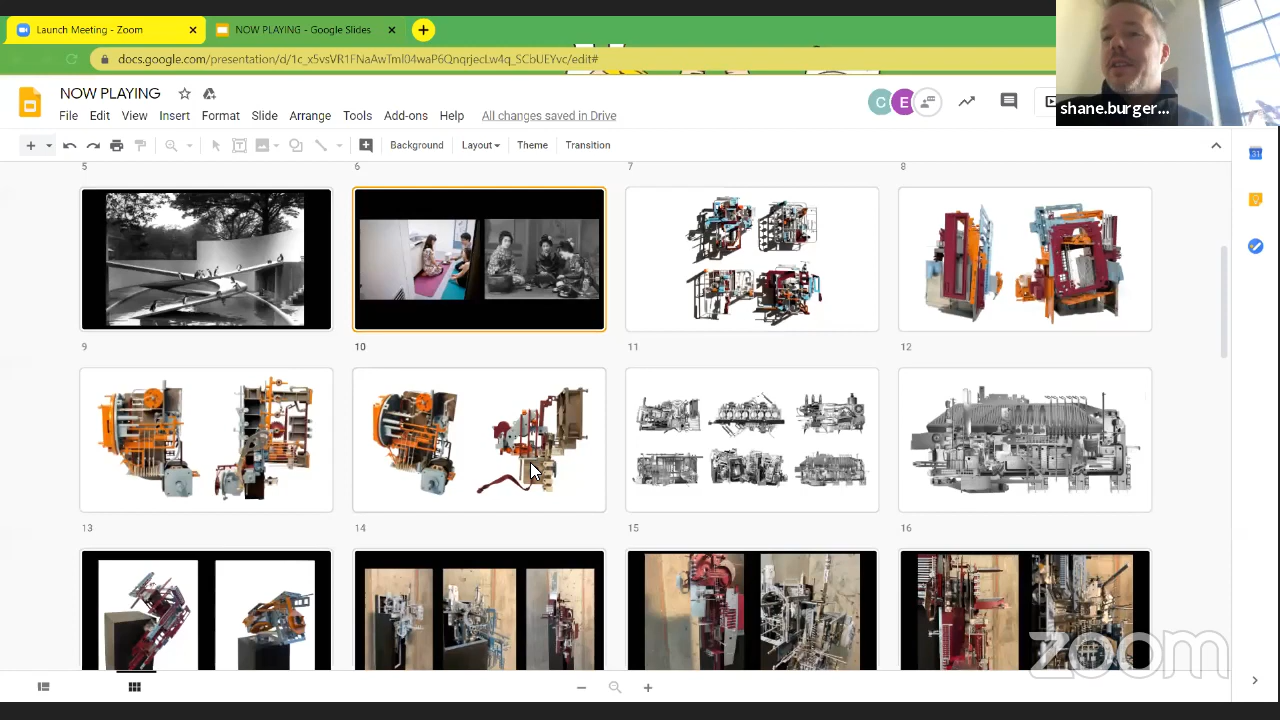 Launch Meeting - Zoom
NOW PLAYING - Google Slides
docs.google.com/presentation/d/1c_x5vsVR1FNaAwTml04waP6QnqrjecLw4q_SCbUEYvc/edit#
NOW PLAYING
File Edit View Insert Format Slide Arrange Tools Add-ons Help All changes saved in Drive
C E
shane.burger...
Background Layout Theme Transition
31
5 6 7 8
9 10 11 12
13 14 15 16
zoom